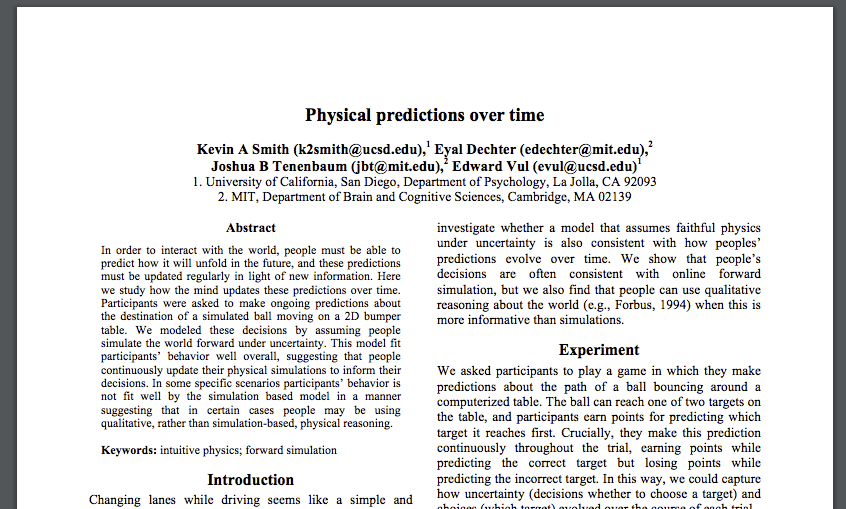 Physical predictions over time
Kevin A Smith (k2smith@ucsd.edu),1 Eyal Dechter (edechter@mit.edu),2
Joshua B Tenenbaum (jbt@mit.edu),2 Edward Vul (evul@ucsd.edu)1
1. University of California, San Diego, Department of Psychology, La Jolla, CA 92093
2. MIT, Department of Brain and Cognitive Sciences, Cambridge, MA 02139
Abstract
In order to interact with the world, people must be able to
predict how it will unfold in the future, and these predictions
must be updated regularly in light of new information. Here
we study how the mind updates these predictions over time.
Participants were asked to make ongoing predictions about
the destination of a simulated ball moving on a 2D bumper
table. We modeled these decisions by assuming people
simulate the world forward under uncertainty. This model fit
participants' behavior well overall, suggesting that people
continuously update their physical simulations to inform their
decisions. In some specific scenarios participants' behavior is
not fit well by the simulation based model in a manner
suggesting that in certain cases people may be using
qualitative, rather than simulation-based, physical reasoning.
Keywords: intuitive physics; forward simulation
Introduction
Changing lanes while driving seems like a simple and
investigate whether a model that assumes faithful physics
under uncertainty is also consistent with how peoples'
predictions evolve over time. We show that people's
decisions are often consistent with online forward
simulation, but we also find that people can use qualitative
reasoning about the world (e.g., Forbus, 1994) when this is
more informative than simulations.
Experiment
We asked participants to play a game in which they make
predictions about the path of a ball bouncing around a
computerized table. The ball can reach one of two targets on
the table, and participants earn points for predicting which
target it reaches first. Crucially, they make this prediction
continuously throughout the trial, earning points while
predicting the correct target but losing points while
predicting the incorrect target. In this way, we could capture
how uncertainty (decisions whether to choose a target) and
choices (which target) evolved over the course of each trial.